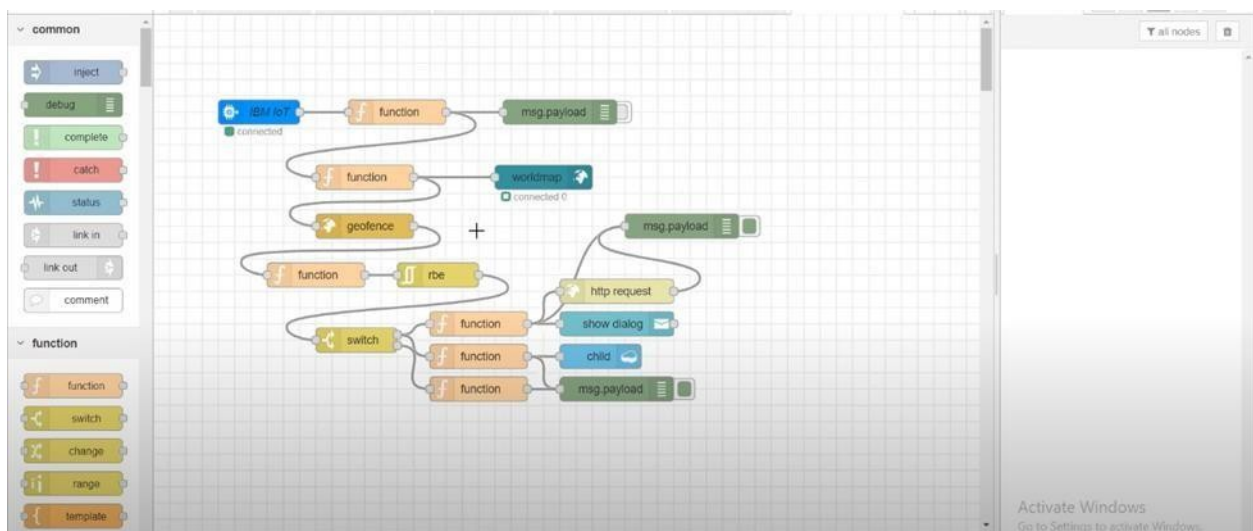 common
all nodes
inject
debug
complete
catch
status
link in
link out
comment
function
function
switch
change
range
template
IBM IoT
connected
function
msg.payload
function
worldmap
connected 0
geofence
msg.payload
function
rbe
http request
switch
function
show dialog
function
child
function
msg.payload
Activate Windows
Go to Settings to activate Windows.